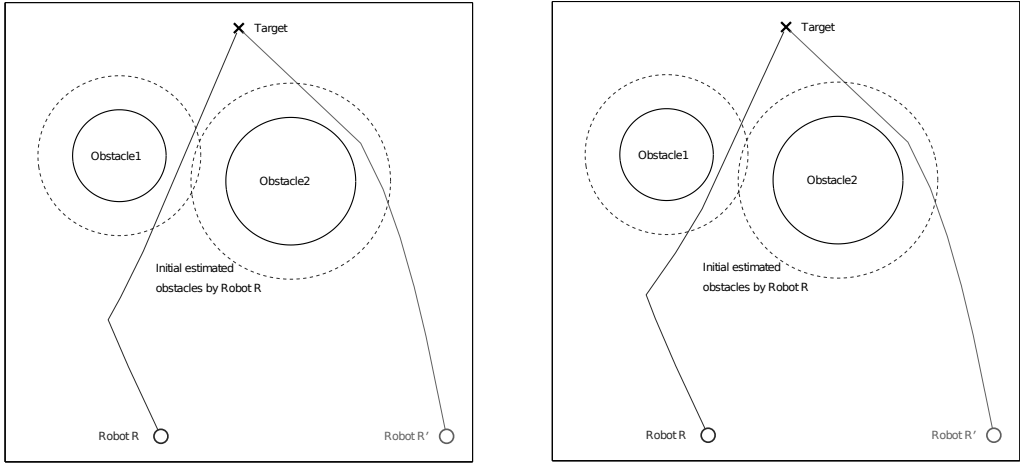 Target
Obstacle1
Obstacle2
Initial estimated
obstacles by Robot R
Robot R
Robot R′
Target
Obstacle1
Obstacle2
Initial estimated
obstacles by Robot R
Robot R
Robot R′